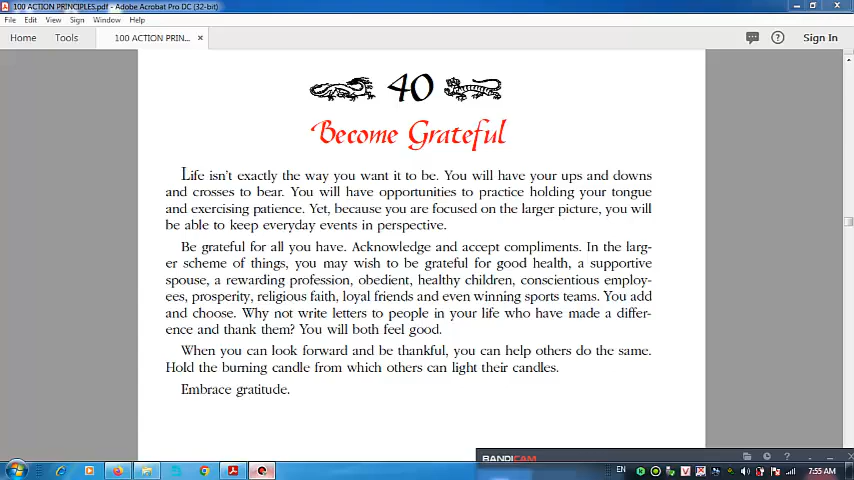 100 ACTION PRINCIPLES.pdf - Adobe Acrobat Pro DC (32-bit)
File Edit View Sign Window Help
Home Tools 100 ACTION PRIN... × Sign In
40
Become Grateful
Life isn't exactly the way you want it to be. You will have your ups and downs
and crosses to bear. You will have opportunities to practice holding your tongue
and exercising patience. Yet, because you are focused on the larger picture, you will
be able to keep everyday events in perspective.
Be grateful for all you have. Acknowledge and accept compliments. In the larg-
er scheme of things, you may wish to be grateful for good health, a supportive
spouse, a rewarding profession, obedient, healthy children, conscientious employ-
ees, prosperity, religious faith, loyal friends and even winning sports teams. You add
and choose. Why not write letters to people in your life who have made a differ-
ence and thank them? You will both feel good.
When you can look forward and be thankful, you can help others do the same.
Hold the burning candle from which others can light their candles.
Embrace gratitude.
BANDICAM
EN 7:55 AM